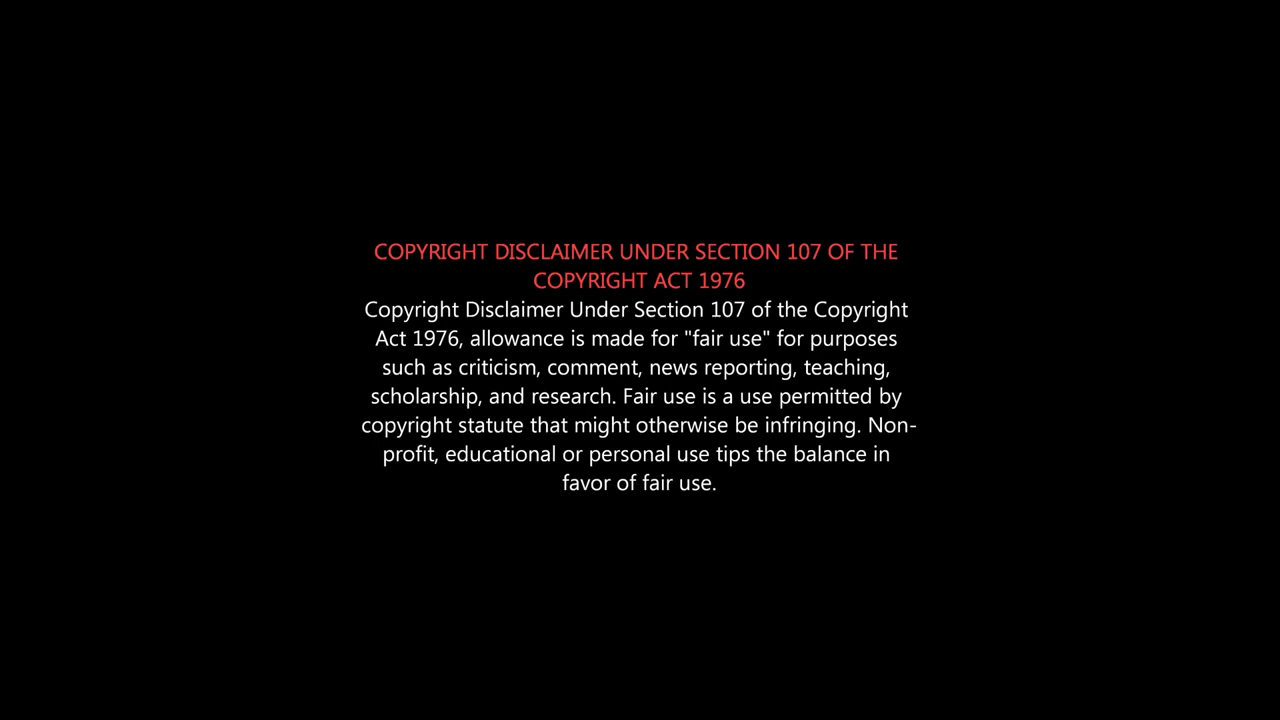 COPYRIGHT DISCLAIMER UNDER SECTION 107 OF THE
COPYRIGHT ACT 1976
Copyright Disclaimer Under Section 107 of the Copyright
Act 1976, allowance is made for "fair use" for purposes
such as criticism, comment, news reporting, teaching,
scholarship, and research. Fair use is a use permitted by
copyright statute that might otherwise be infringing. Non-
profit, educational or personal use tips the balance in
favor of fair use.